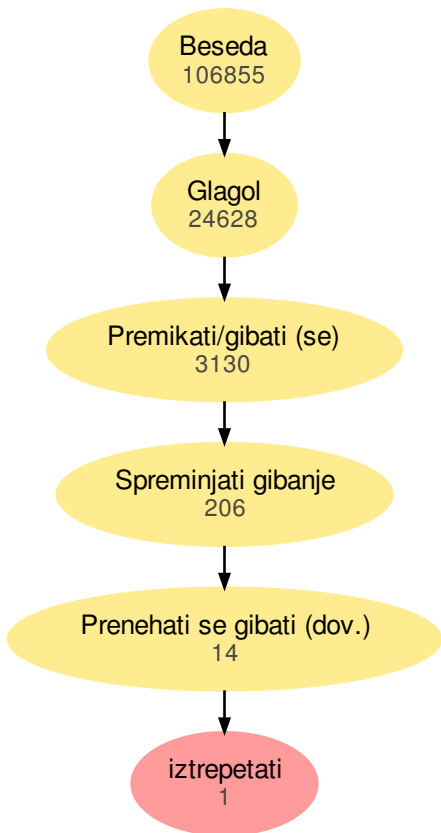 Beseda
106855
Glagol
24628
Premikati/gibati (se)
3130
Spreminjati gibanje
206
Prenehati se gibati (dov.)
14
iztrepetati
1